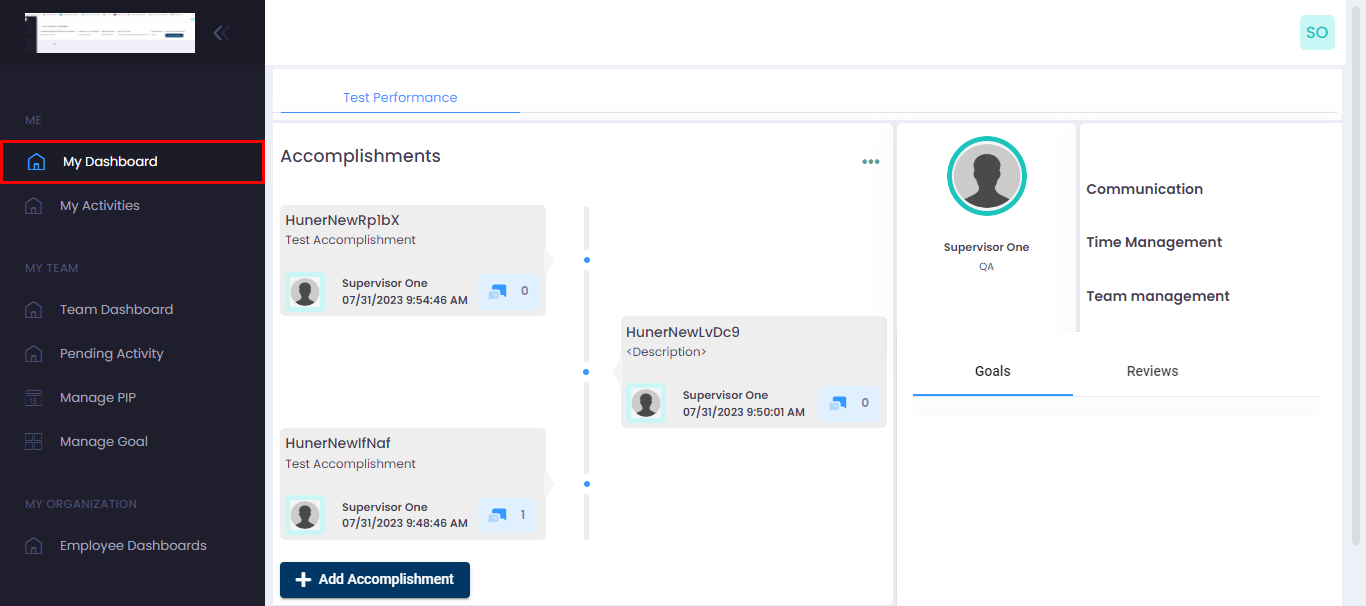 SO
ME
My Dashboard
My Activities
MY TEAM
Team Dashboard
Pending Activity
Manage PIP
15
Manage Goal
MY ORGANIZATION
Employee Dashboards
Test Performance
Accomplishments
HunerNewRp1bX
Test Accomplishment
Supervisor One
07/31/2023 9:54:46 AM
0
HunerNewLvDc9
<Description>
Supervisor One
07/31/2023 9:50:01 AM
0
HunerNewIfNaf
Test Accomplishment
Supervisor One
07/31/2023 9:48:46 AM
1
Add Accomplishment
Supervisor One
QA
Communication
Time Management
Team management
Goals
Reviews